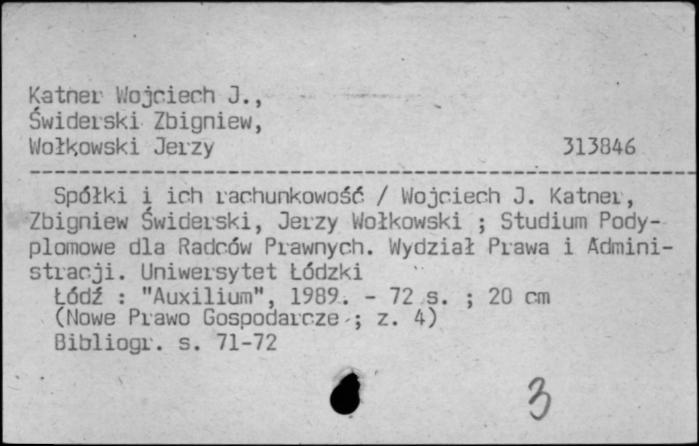 Katner Wojciech J.,
Świderski Zbigniew,
Wołkowski Jerzy 313846
Spółki i ich rachunkowość / Wojciech J. Katner,
Zbigniew Świderski, Jerzy Wołkowski ; Studium Pody-
plomowe dla Radców Prawnych. Wydział Prawa i Admini-
stracji. Uniwersytet Łódzki
Łódź : "Auxilium", 1989. - 72 s. ; 20 cm
(Nowe Prawo Gospodarcze ; z. 4)
Bibliogr. s. 71-72
3